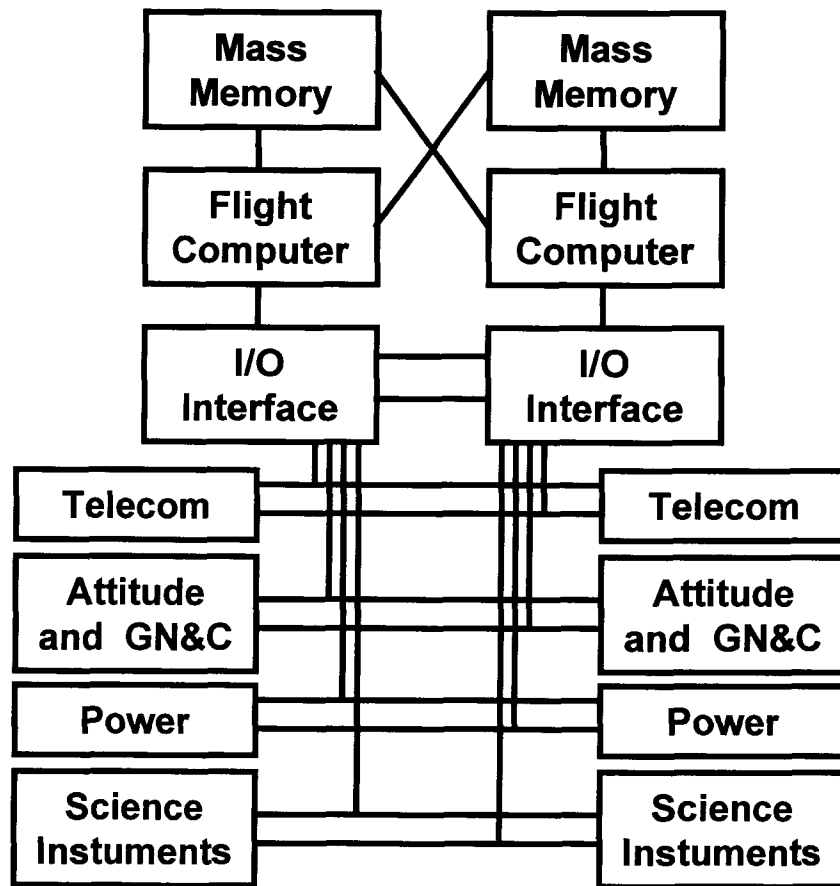 Mass
Memory
Mass
Memory
Flight
Computer
Flight
Computer
I/O
Interface
I/O
Interface
Telecom
Telecom
Attitude
and GN&C
Attitude
and GN&C
Power
Power
Science
Instuments
Science
Instuments